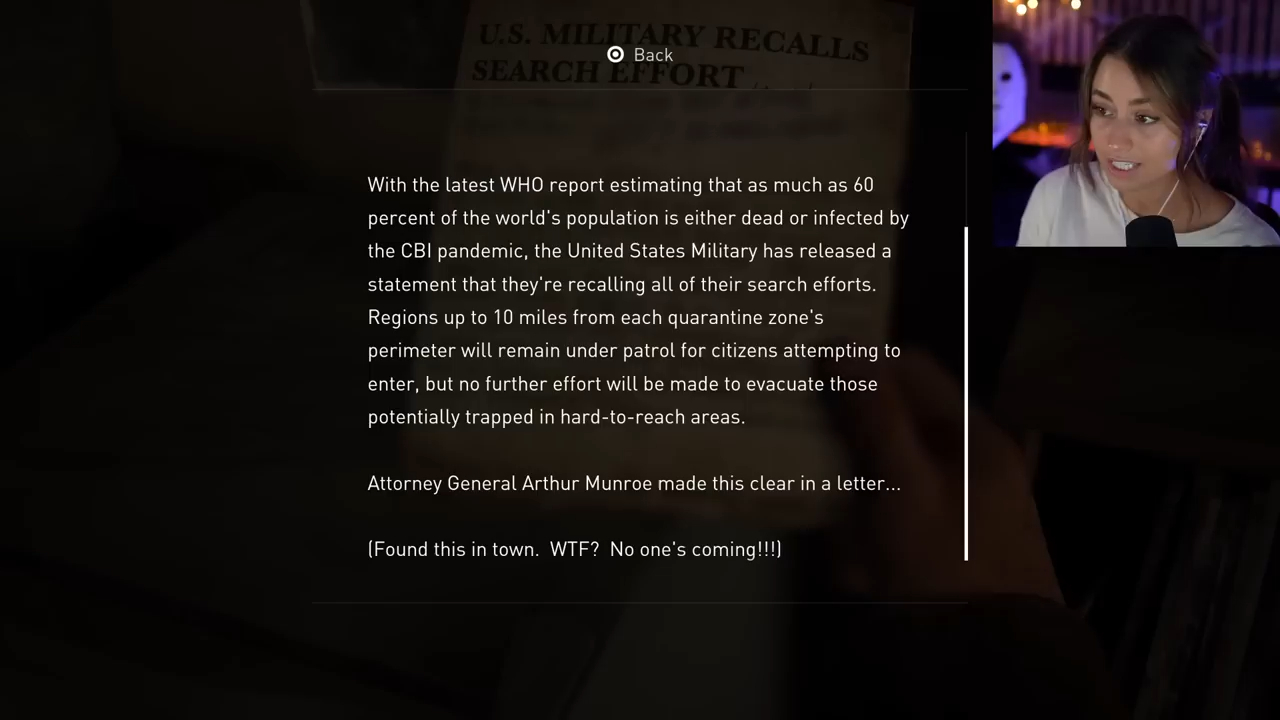 U.S. MILITARY RECALLS
SEARCH EFFORT
Back
With the latest WHO report estimating that as much as 60
percent of the world's population is either dead or infected by
the CBI pandemic, the United States Military has released a
statement that they're recalling all of their search efforts.
Regions up to 10 miles from each quarantine zone's
perimeter will remain under patrol for citizens attempting to
enter, but no further effort will be made to evacuate those
potentially trapped in hard-to-reach areas.
Attorney General Arthur Munroe made this clear in a letter...
(Found this in town.  WTF?  No one's coming!!!)